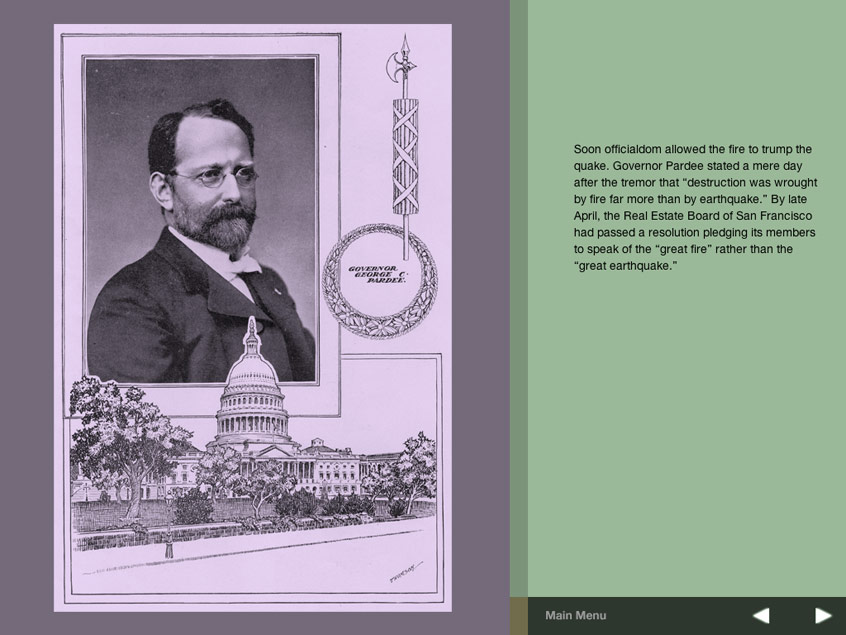 GOVERNOR
GEORGE C.
PARDEE.
Soon officialdom allowed the fire to trump the
quake. Governor Pardee stated a mere day
after the tremor that “destruction was wrought
by fire far more than by earthquake.” By late
April, the Real Estate Board of San Francisco
had passed a resolution pledging its members
to speak of the “great fire” rather than the
“great earthquake.”
Main Menu